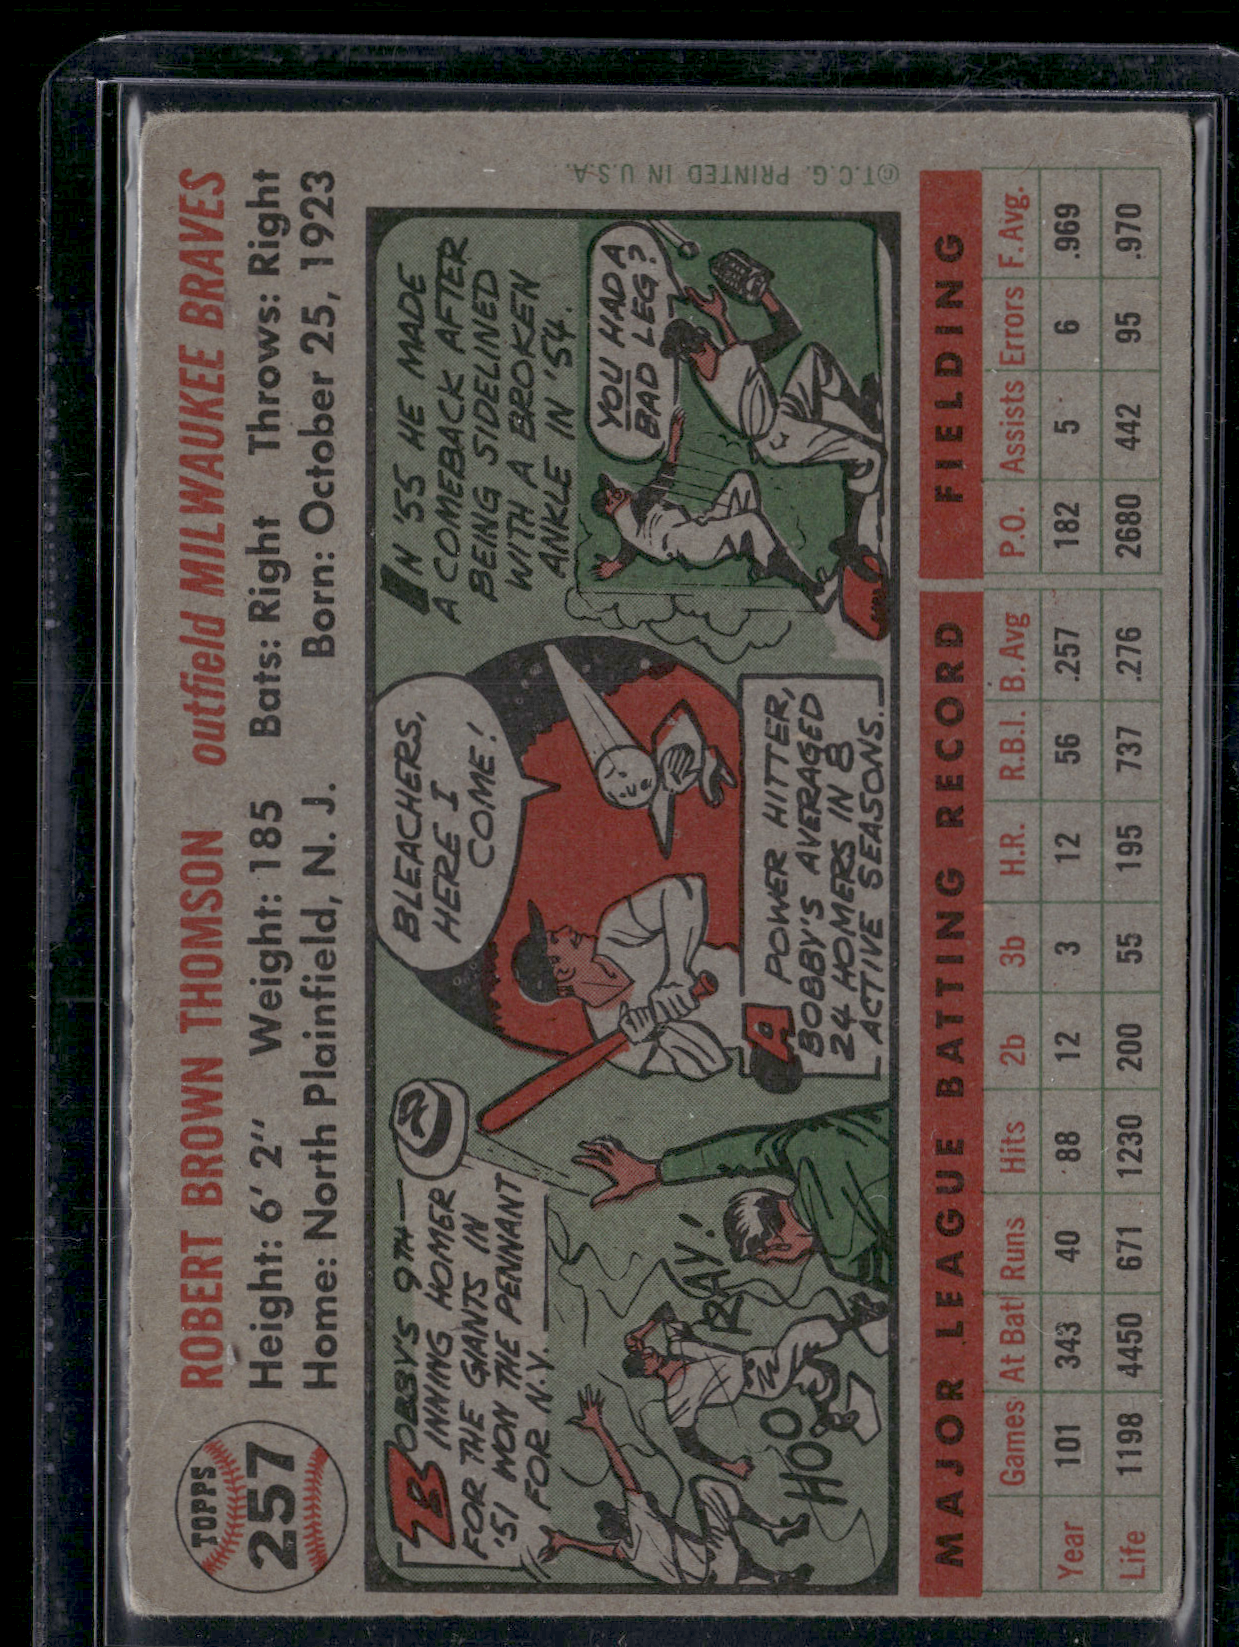 TOPPS
257
ROBERT BROWN THOMSON outfield MILWAUKEE BRAVES
Height: 6' 2" Weight: 185 Bats: Right Throws: Right
Home: North Plainfield, N. J. Born: October 25, 1923
BOBBY'S 9TH
INNING HOMER
FOR THE GIANTS IN
'51 WON THE PENNANT
FOR N.Y.
HOO
RAY!
BLEACHERS,
HERE I
COME!
A POWER HITTER,
BOBBY'S AVERAGED
24 HOMERS IN 8
ACTIVE SEASONS.
IN '55 HE MADE
A COMEBACK AFTER
BEING SIDELINED
WITH A BROKEN
ANKLE IN '54.
YOU HAD A
BAD LEG?
©T.C.G. PRINTED IN U.S.A.
MAJOR LEAGUE BATTING RECORD FIELDING
Games At Bat Runs Hits 2b 3b H.R. R.B.I. B. Avg P.O. Assists Errors F. Avg.
Year 101 343 40 88 12 3 12 56 .257 182 5 6 .969
Life 1198 4450 671 1230 200 55 195 737 .276 2680 442 95 .970